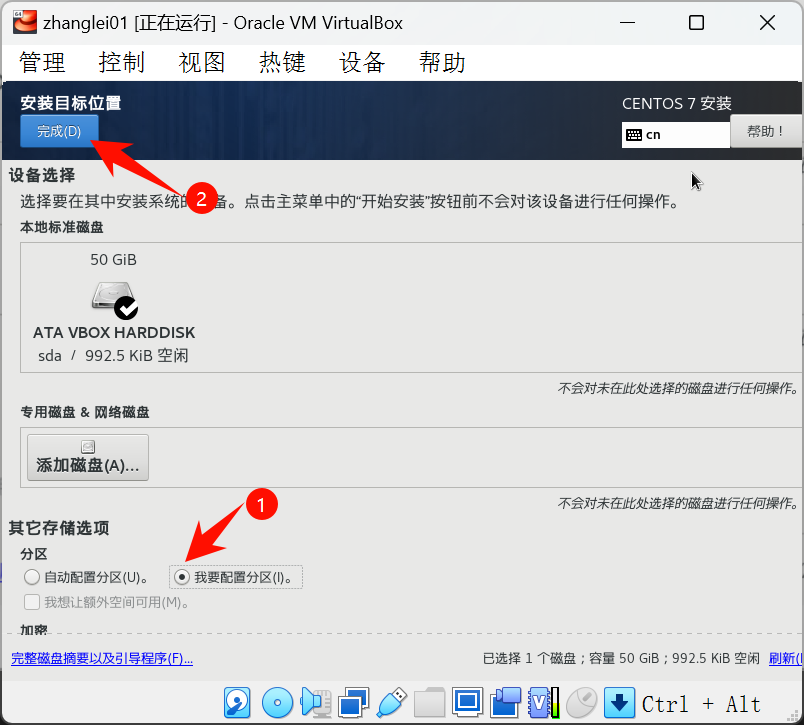 64
zhanglei01 [正在运行] - Oracle VM VirtualBox
管理 控制 视图 热键 设备 帮助
安装目标位置
CENTOS 7 安装
完成(D)
cn
帮助！
2
设备选择
选择要在其中安装系统的 备。点击主菜单中的“开始安装”按钮前不会对该设备进行任何操作。
本地标准磁盘
50 GiB
ATA VBOX HARDDISK
sda / 992.5 KiB 空闲
不会对未在此处选择的磁盘进行任何操作。
专用磁盘 & 网络磁盘
添加磁盘(A)...
不会对未在此处选择的磁盘进行任何操作。
1
其它存储选项
分区
自动配置分区(U)。 我要配置分区(I)。
我想让额外空间可用(M)。
加密
完整磁盘摘要以及引导程序(F)...
已选择 1 个磁盘；容量 50 GiB；992.5 KiB 空闲 刷新(
V
Ctrl + Alt